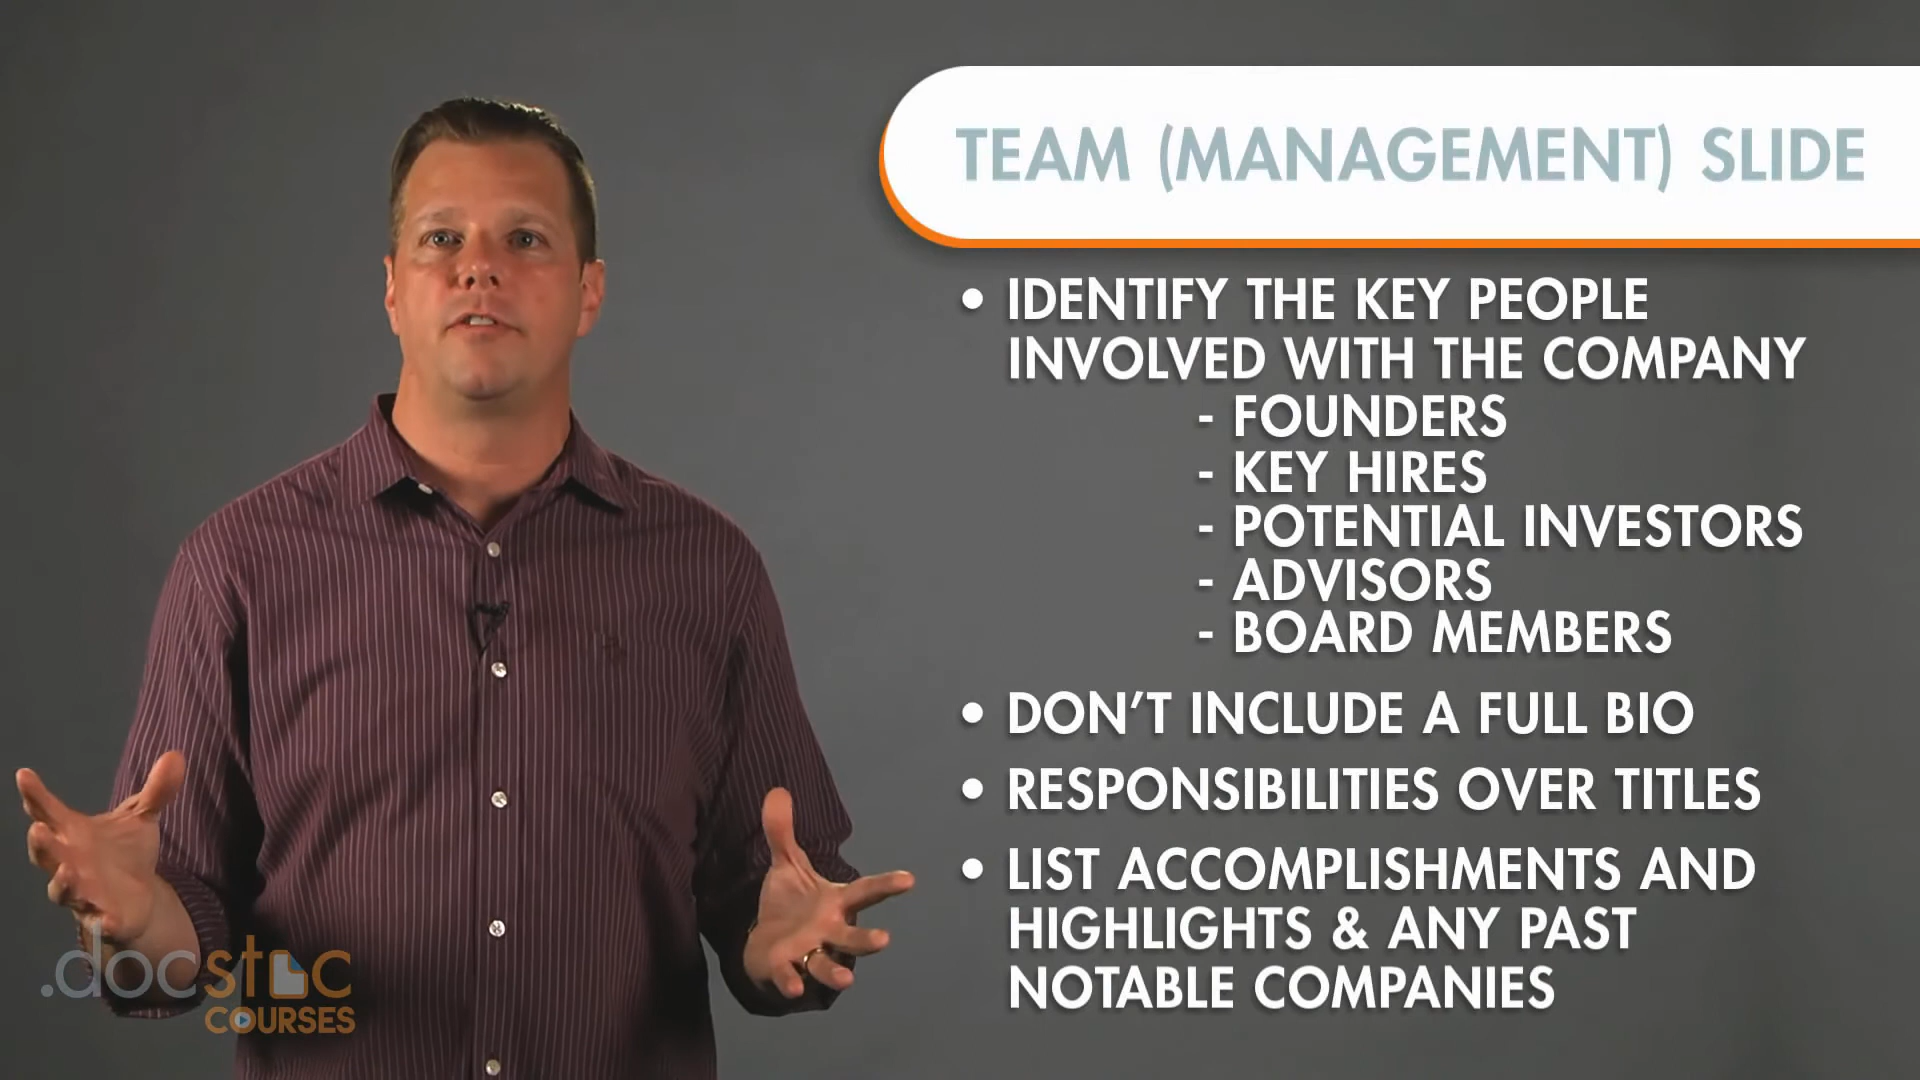 TEAM (MANAGEMENT) SLIDE
• IDENTIFY THE KEY PEOPLE
INVOLVED WITH THE COMPANY
- FOUNDERS
- KEY HIRES
- POTENTIAL INVESTORS
- ADVISORS
- BOARD MEMBERS
• DON’T INCLUDE A FULL BIO
• RESPONSIBILITIES OVER TITLES
• LIST ACCOMPLISHMENTS AND
HIGHLIGHTS & ANY PAST
NOTABLE COMPANIES
.docstoc
COURSES